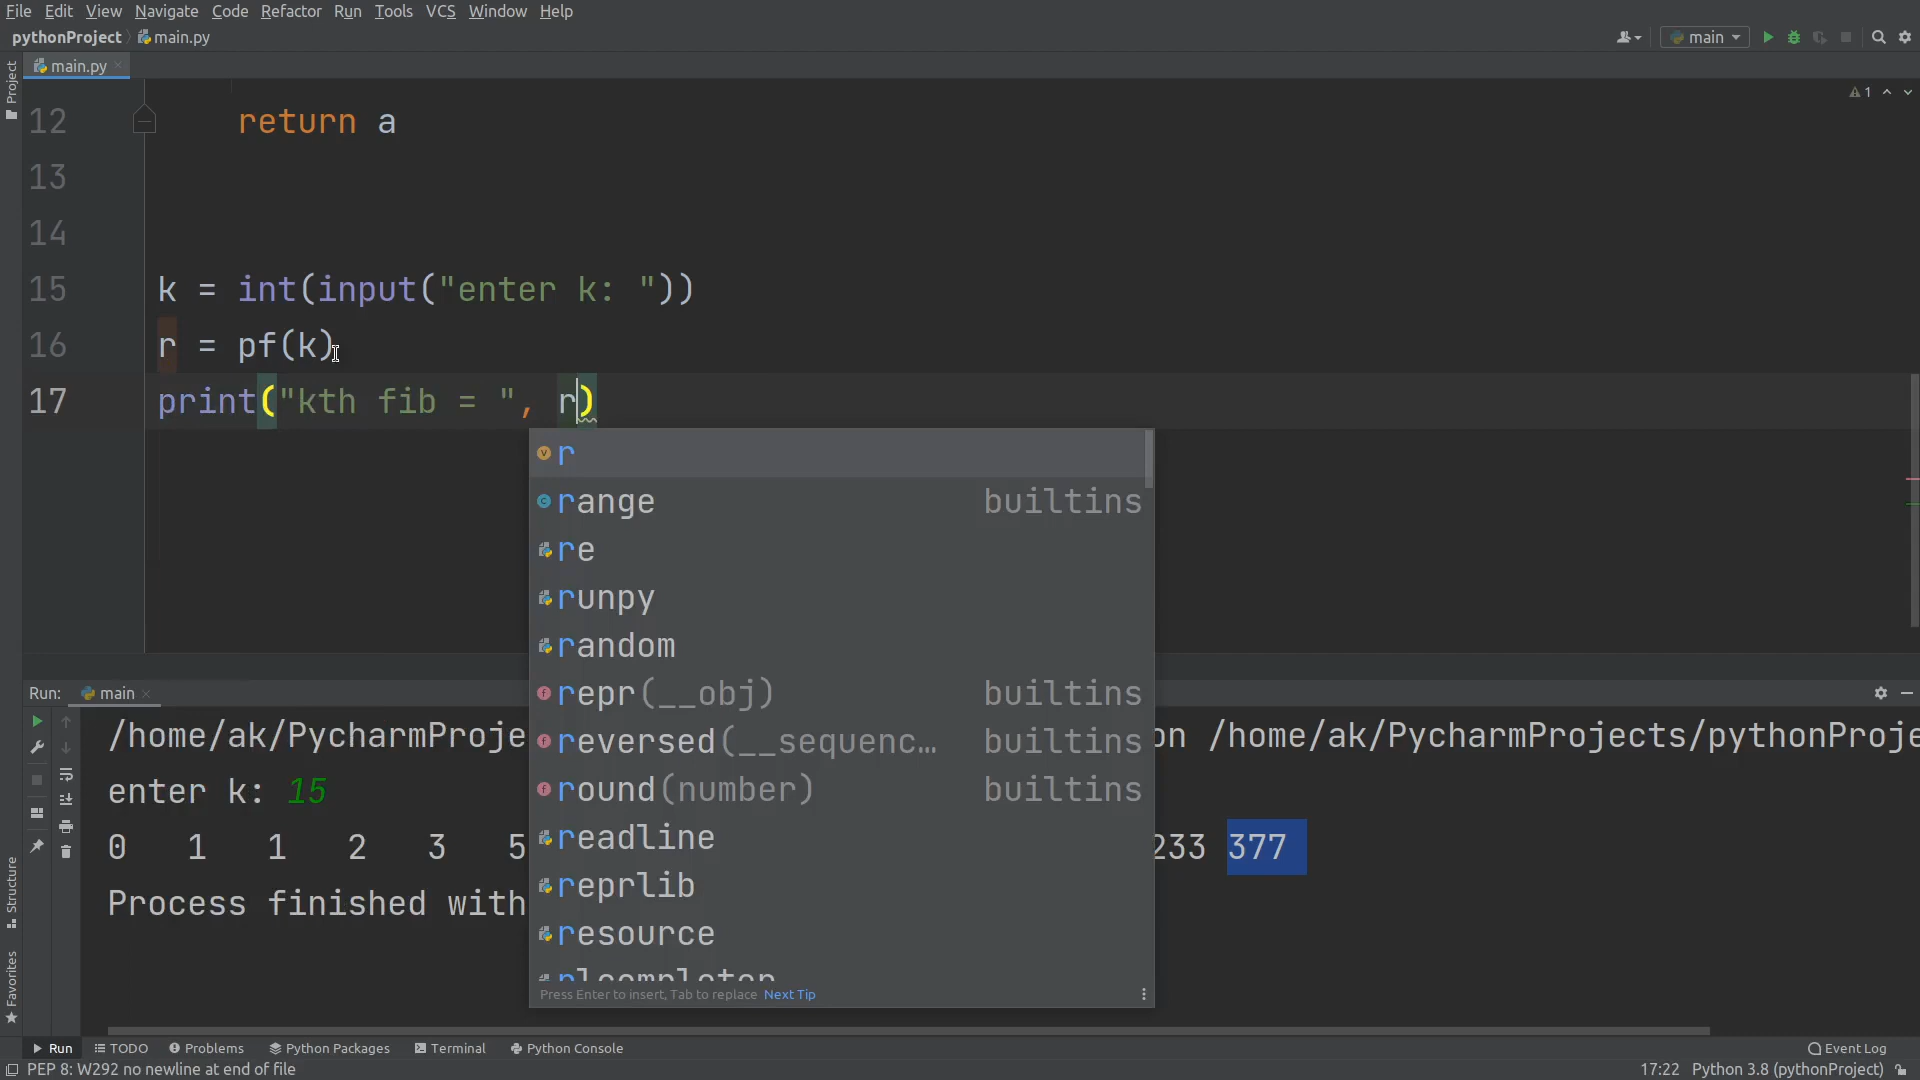 File Edit View Navigate Code Refactor Run Tools VCS Window Help
pythonProject main.py
main
main.py
1
Project
12 return a
13
14
15 k = int(input("enter k: "))
16 r = pf(k)
17 print("kth fib = ", r)
r
range builtins
re
runpy
random
repr(__obj) builtins
reversed(__sequenc… builtins
round(number) builtins
readline
reprlib
resource
rlcompleter
Press Enter to insert, Tab to replace Next Tip
Run: main
/home/ak/PycharmProje on /home/ak/PycharmProjects/pythonProje
enter k: 15
0 1 1 2 3 5 233 377
Process finished with
Structure
Favorites
Run TODO Problems Python Packages Terminal Python Console Event Log
PEP 8: W292 no newline at end of file 17:22 Python 3.8 (pythonProject)